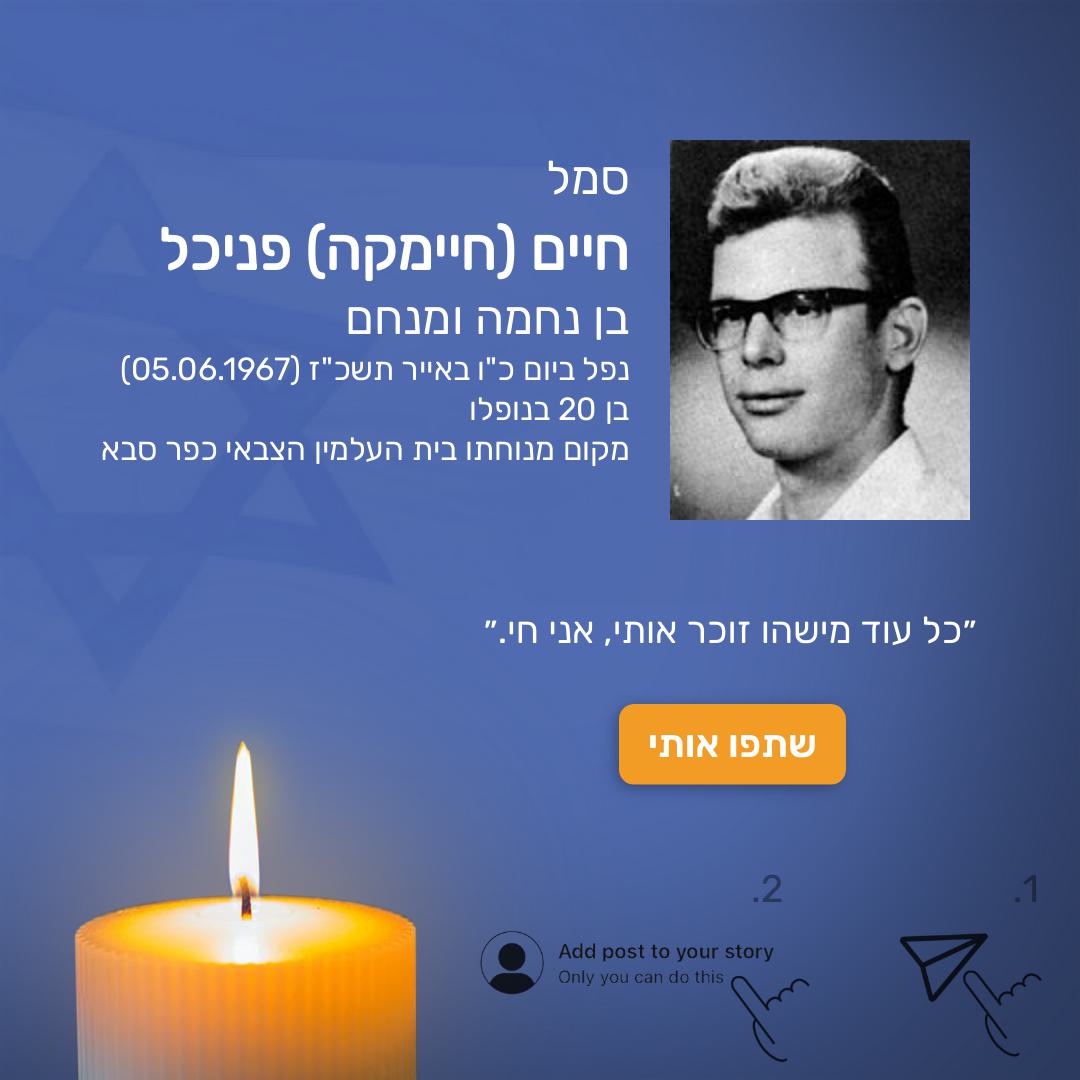 סמל
חיים (חיימקה) פניכל
בן נחמה ומנחם
נפל ביום כ"ו באייר תשכ"ז (05.06.1967)
בן 20 בנופלו
מקום מנוחתו בית העלמין הצבאי כפר סבא
״כל עוד מישהו זוכר אותי, אני חי.״
שתפו אותי
1.
2.
Add post to your story
Only you can do this